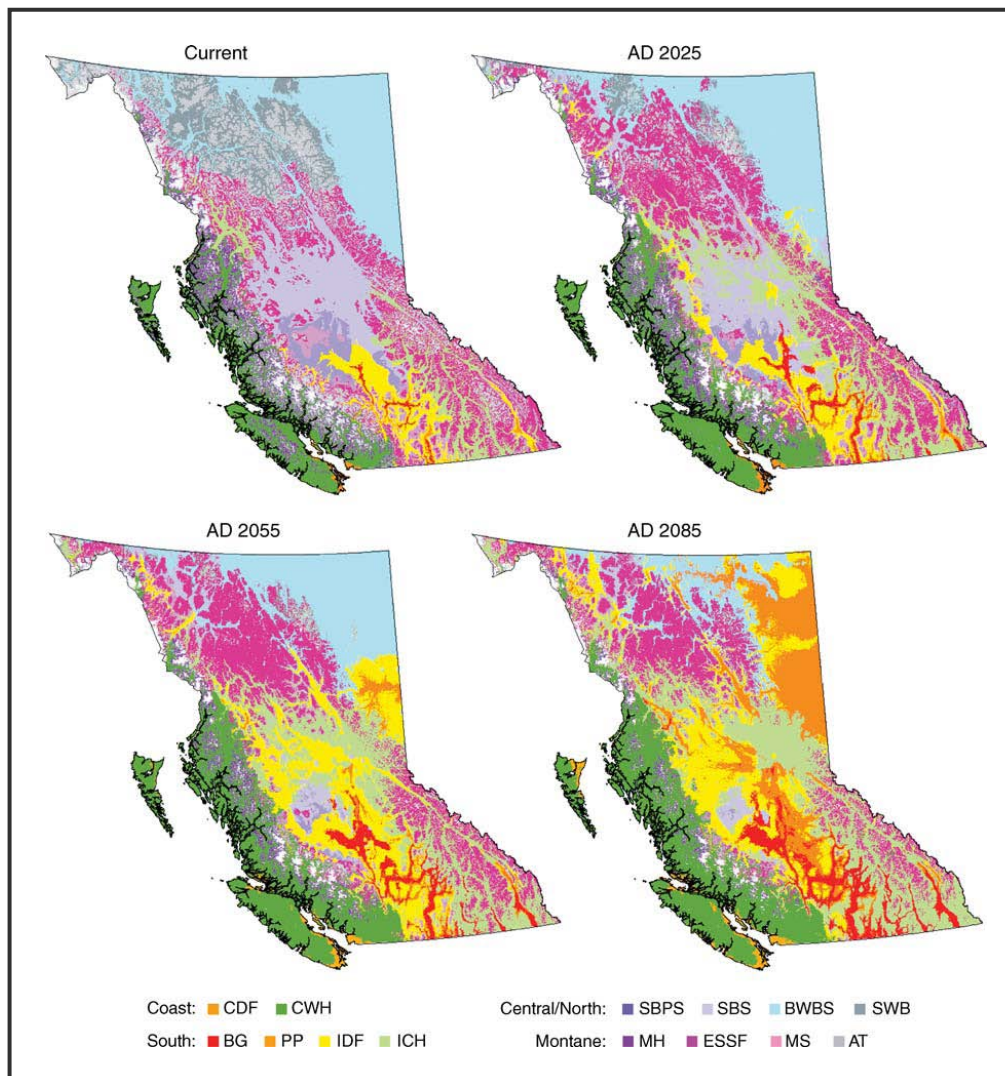 Current
AD 2025
AD 2055
AD 2085
Coast: CDF CWH
Central/North: SBPS SBS BWBS SWB
South: BG PP IDF ICH
Montane: MH ESSF MS AT